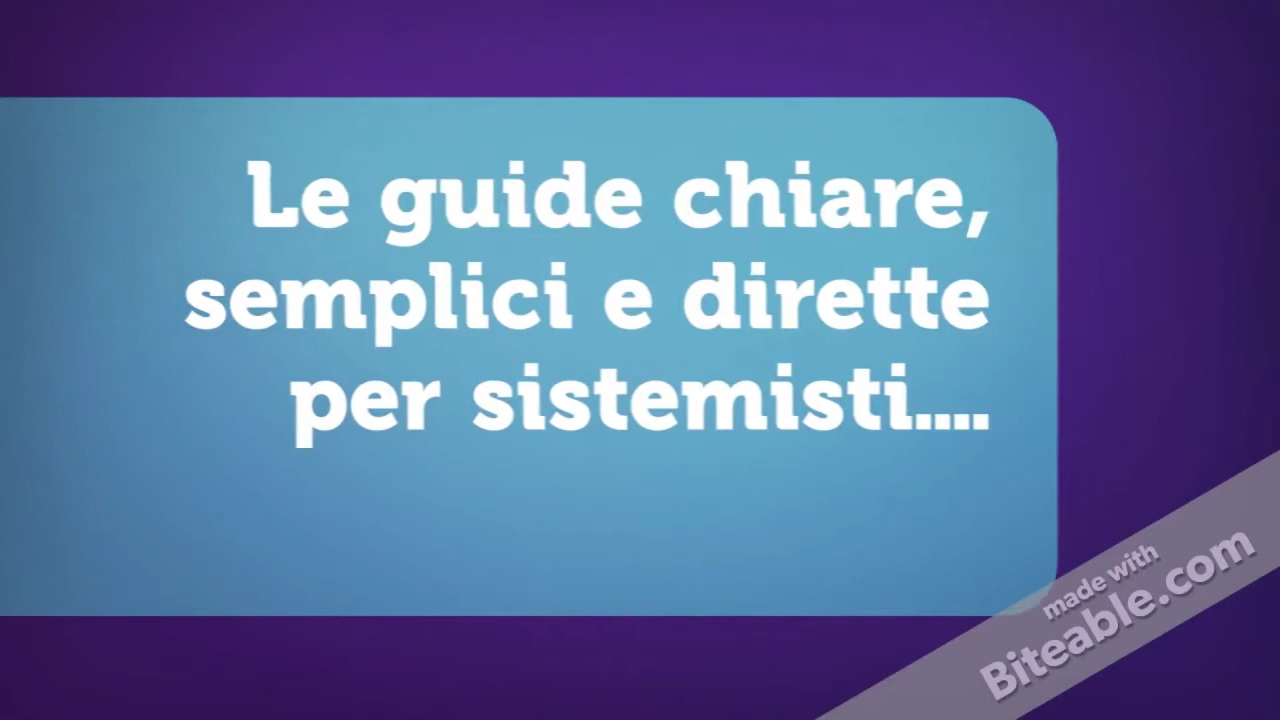 Le guide chiare,
semplici e dirette
per sistemisti....
made with
Biteable.com